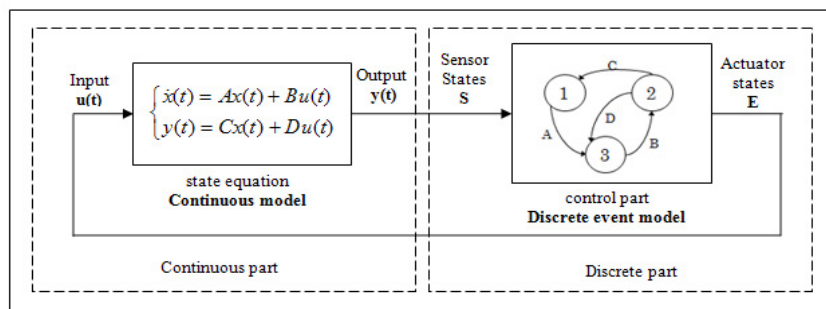 Input
u(t)
ẋ(t) = Ax(t) + Bu(t)
y(t) = Cx(t) + Du(t)
Output
y(t)
state equation
Continuous model
Continuous part
Sensor
States
S
C
1
2
A
D
3
B
Actuator
states
E
control part
Discrete event model
Discrete part